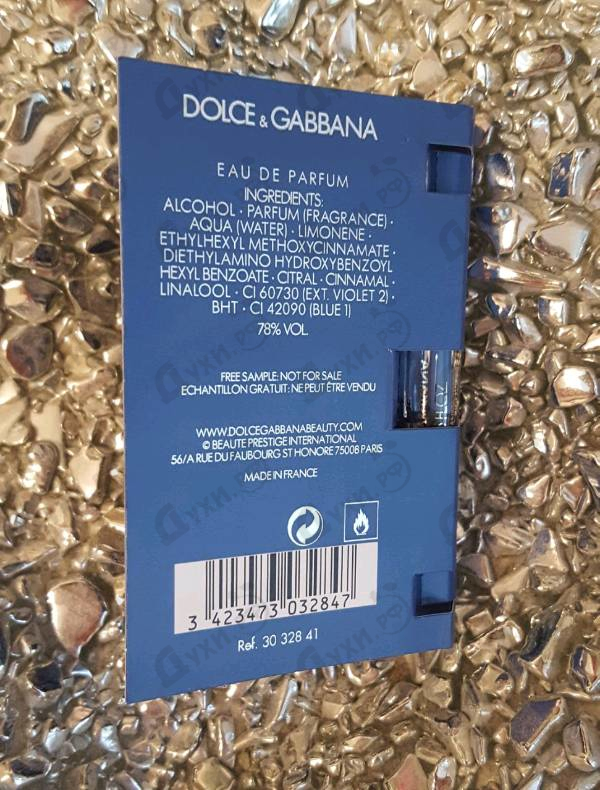 DOLCE & GABBANA
EAU DE PARFUM
INGREDIENTS:
ALCOHOL · PARFUM (FRAGRANCE) ·
AQUA (WATER) · LIMONENE ·
ETHYLHEXYL METHOXYCINNAMATE ·
DIETHYLAMINO HYDROXYBENZOYL
HEXYL BENZOATE · CITRAL · CINNAMAL ·
LINALOOL · CI 60730 (EXT. VIOLET 2) ·
BHT · CI 42090 (BLUE 1)
78% VOL.
FREE SAMPLE: NOT FOR SALE
ECHANTILLON GRATUIT: NE PEUT ÊTRE VENDU
WWW.DOLCEGABBANABEAUTY.COM
© BEAUTE PRESTIGE INTERNATIONAL
56/A RUE DU FAUBOURG ST HONORE 75008 PARIS
MADE IN FRANCE
3 423473 032847
Ref. 30 328 41
Духи.РФ